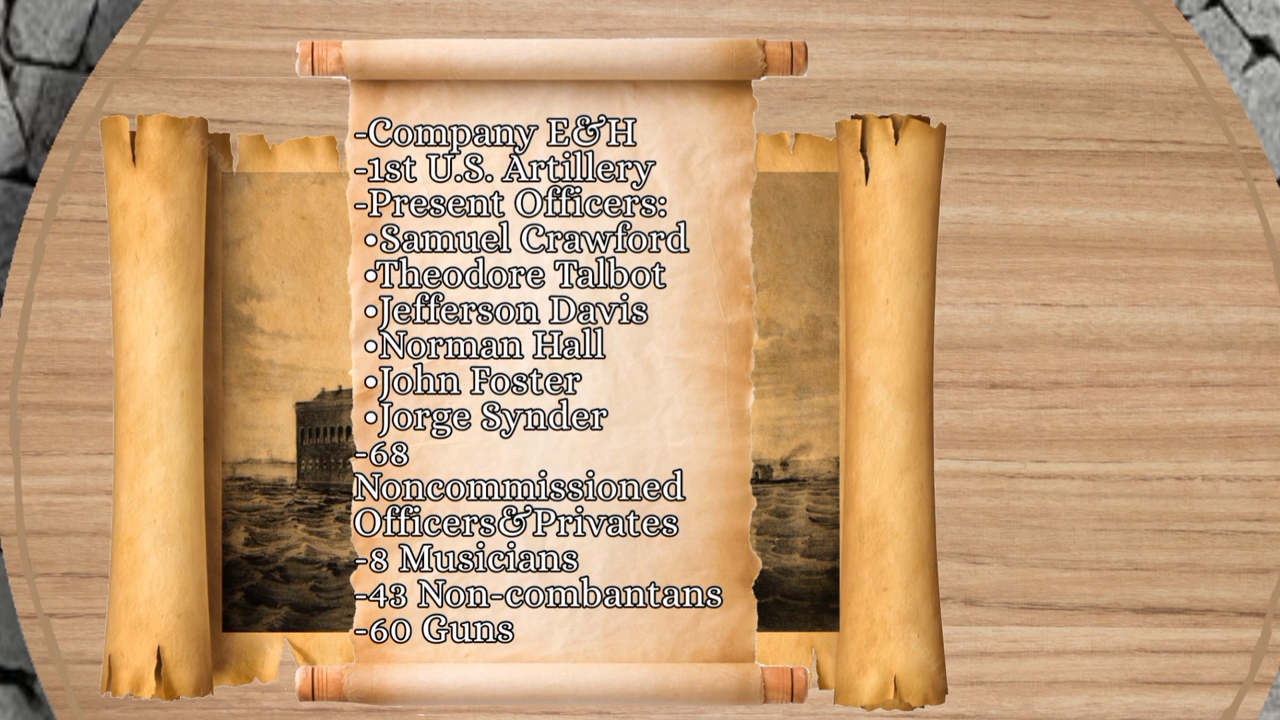 -Company E&H
-1st U.S. Artillery
-Present Officers:
•Samuel Crawford
•Theodore Talbot
•Jefferson Davis
•Norman Hall
•John Foster
•Jorge Synder
-68
Noncommissioned
Officers&Privates
-8 Musicians
-43 Non-combantans
-60 Guns